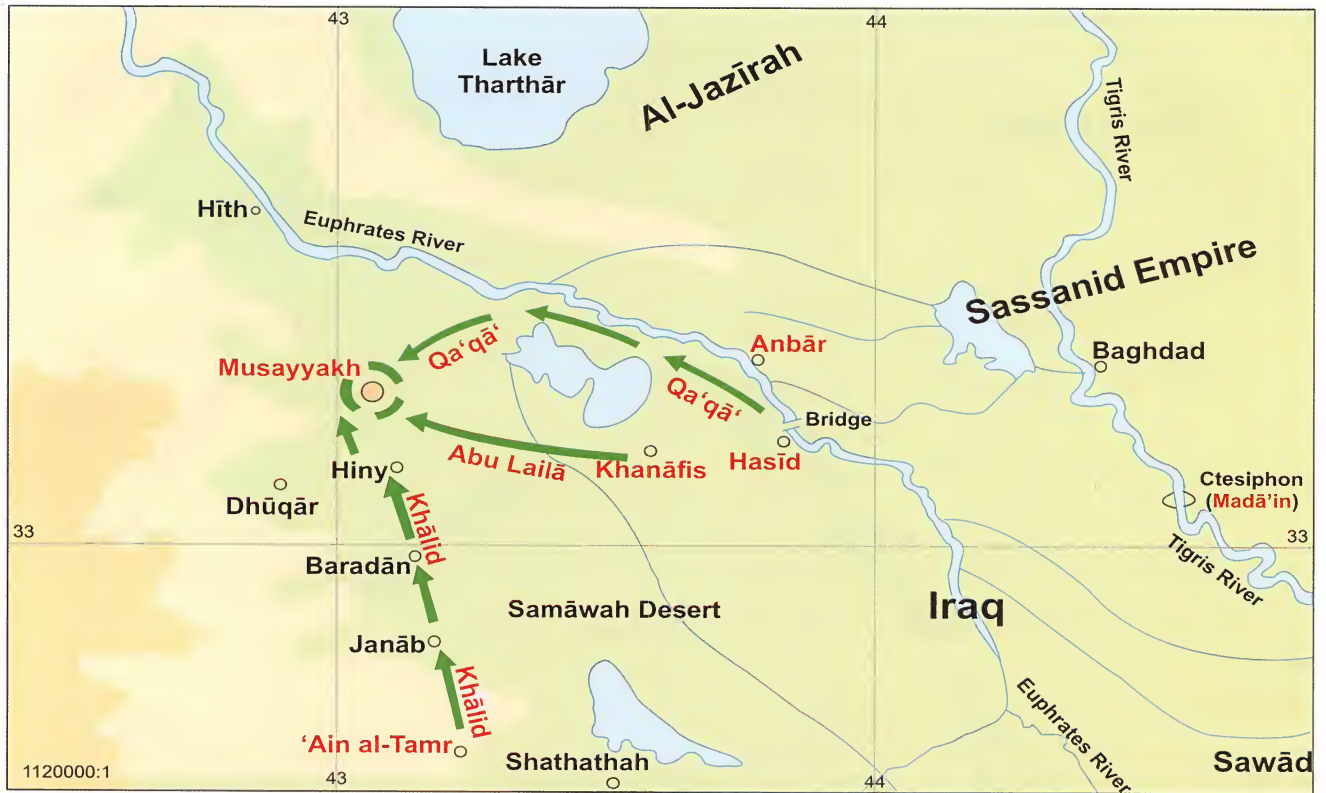 43
44
Lake
Tharthār
Al-Jazīrah
Tigris River
Hīth
Euphrates River
Sassanid Empire
Qa‘qā‘
Anbār
Baghdad
Musayyakh
Qa‘qā‘
Bridge
Abu Lailā
Khanāfis
Hasīd
Hiny
Dhūqār
Ctesiphon
(Madā’in)
Khālid
33
33
Baradān
Tigris River
Samāwah Desert
Iraq
Janāb
Khālid
Euphrates River
‘Ain al-Tamr
Shathathah
Sawād
1120000:1
43
44